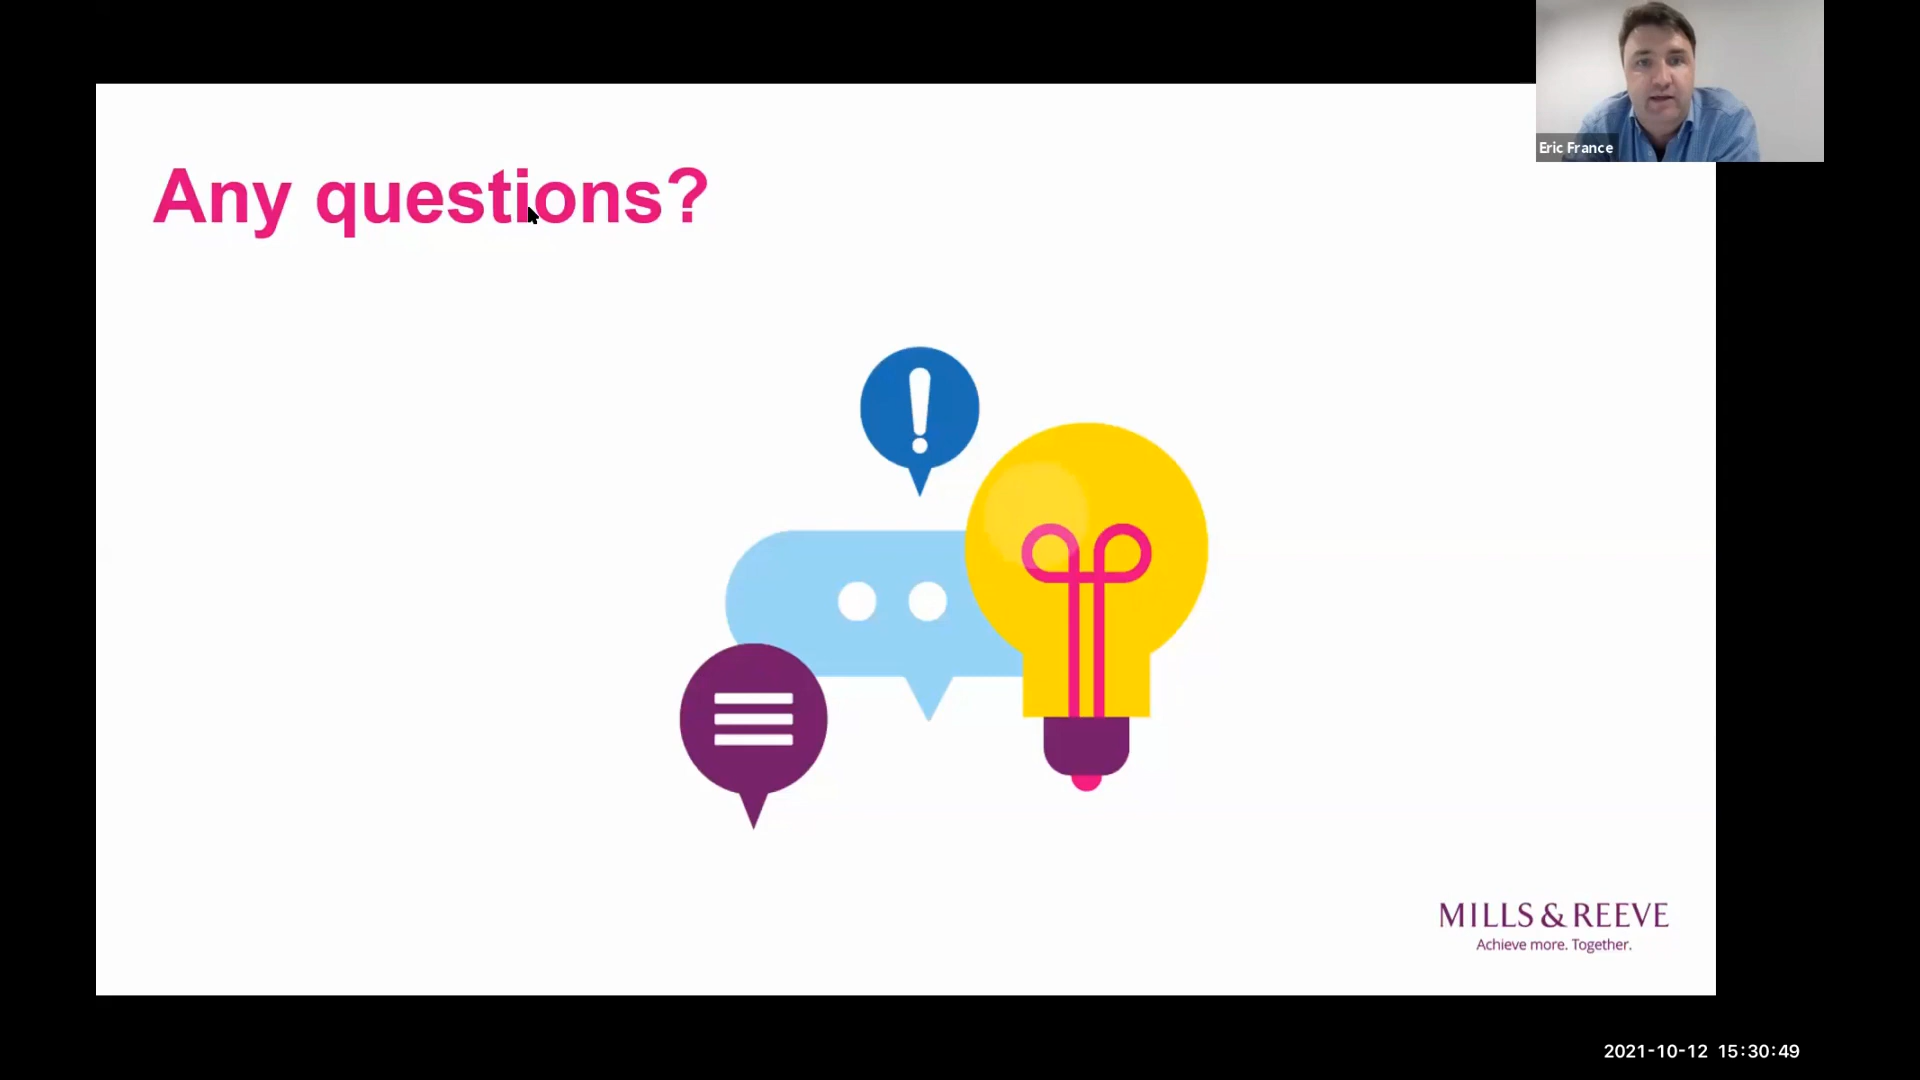 Any questions?
Eric France
MILLS & REEVE
Achieve more. Together.
2021-10-12 15:30:49